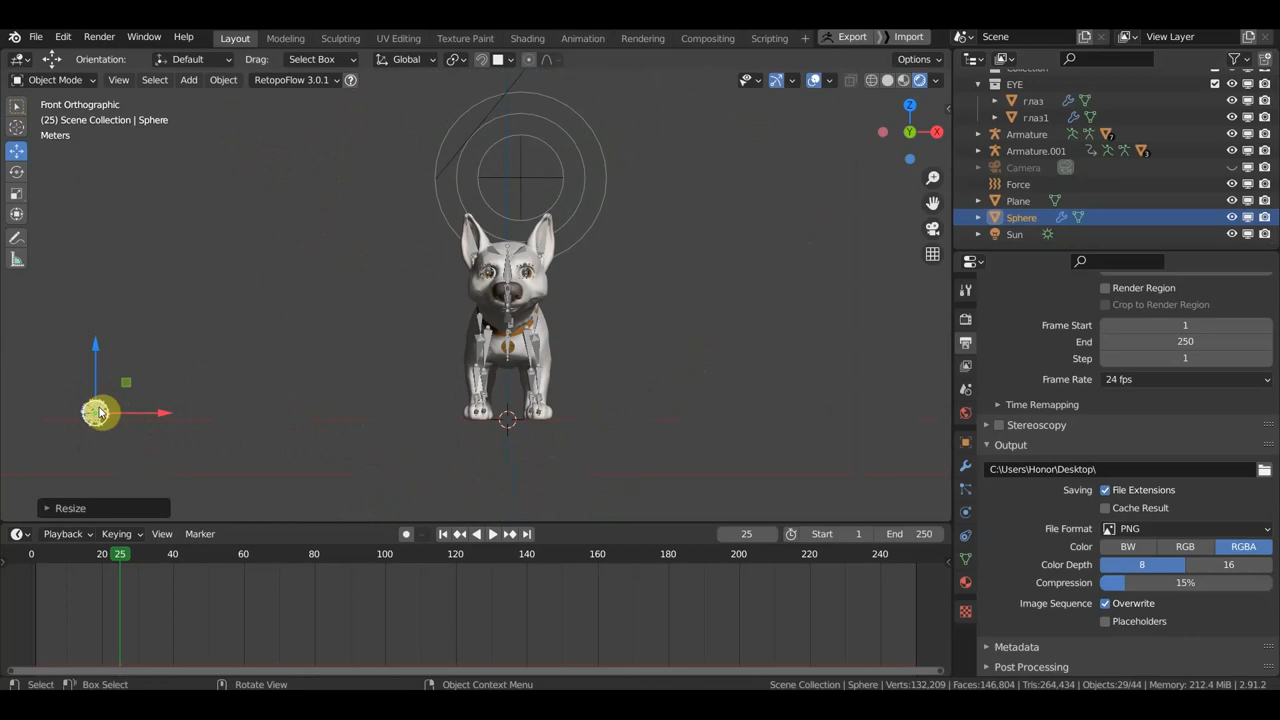 File Edit Render Window Help Layout Modeling Sculpting UV Editing Texture Paint Shading Animation Rendering Compositing Scripting + Export Import Scene View Layer
Orientation: Default Drag: Select Box Global Options
Object Mode View Select Add Object RetopoFlow 3.0.1
Front Orthographic
(25) Scene Collection | Sphere
Meters
Z
Y
X
Collection
EYE
глаз
глаз1
Armature 7
Armature.001 3
Camera
Force
Plane
Sphere
Sun
Render Region
Crop to Render Region
Frame Start 1
End 250
Step 1
Frame Rate 24 fps
Time Remapping
Stereoscopy
Output
C:\Users\Honor\Desktop\
Saving File Extensions
Cache Result
File Format PNG
Color BW RGB RGBA
Color Depth 8 16
Compression 15%
Image Sequence Overwrite
Placeholders
Metadata
Post Processing
Resize
Playback Keying View Marker 25 Start 1 End 250
0 20 25 40 60 80 100 120 140 160 180 200 220 240
Select Box Select Rotate View Object Context Menu Scene Collection | Sphere | Verts:132,209 | Faces:146,804 | Tris:264,434 | Objects:29/44 | Memory: 212.4 MiB | 2.91.2